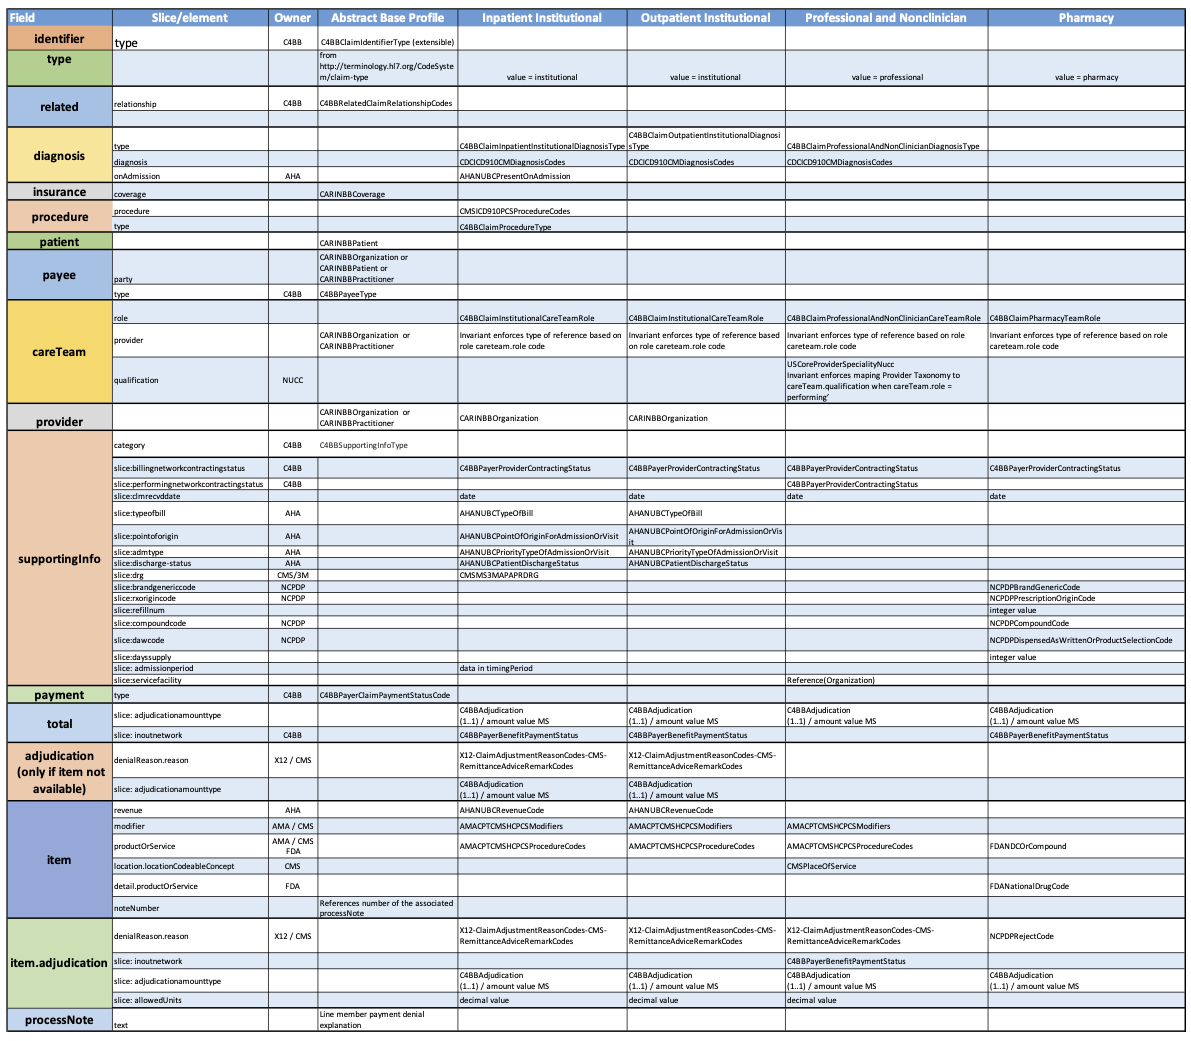 Field Slice/element Owner Abstract Base Profile Inpatient Institutional Outpatient Institutional Professional and Nonclinician Pharmacy
identifier type C4BB C4BBClaimIdentifierType (extensible)
type from
http://terminology.hl7.org/CodeSyste
m/claim-type value = institutional value = institutional value = professional value = pharmacy
related relationship C4BB C4BBRelatedClaimRelationshipCodes
diagnosis
type C4BBClaimInpatientInstitutionalDiagnosisType C4BBClaimOutpatientInstitutionalDiagnosi
sType C4BBClaimProfessionalAndNonClinicianDiagnosisType
diagnosis CDCICD910CMDiagnosisCodes CDCICD910CMDiagnosisCodes CDCICD910CMDiagnosisCodes
onAdmission AHA AHANUBCPresentOnAdmission
insurance coverage CARINBBCoverage
procedure
procedure CMSICD910PCSProcedureCodes
type C4BBClaimProcedureType
patient CARINBBPatient
payee
party CARINBBOrganization or
CARINBBPatient or
CARINBBPractitioner
type C4BB C4BBPayeeType
careTeam
role C4BBClaimInstitutionalCareTeamRole C4BBClaimInstitutionalCareTeamRole C4BBClaimProfessionalAndNonClinicianCareTeamRole C4BBClaimPharmacyTeamRole
provider CARINBBOrganization or
CARINBBPractitioner Invariant enforces type of reference based on
role careteam.role code Invariant enforces type of reference based
on role careteam.role code Invariant enforces type of reference based on role
careteam.role code Invariant enforces type of reference based on role
careteam.role code
qualification NUCC USCoreProviderSpecialityNucc
Invariant enforces maping Provider Taxonomy to
careTeam.qualification when careTeam.role =
performing’
provider CARINBBOrganization or
CARINBBPractitioner CARINBBOrganization CARINBBOrganization
supportingInfo
category C4BB C4BBSupportingInfoType
slice:billingnetworkcontractingstatus C4BB C4BBPayerProviderContractingStatus C4BBPayerProviderContractingStatus C4BBPayerProviderContractingStatus C4BBPayerProviderContractingStatus
slice:performingnetworkcontractingstatus C4BB C4BBPayerProviderContractingStatus
slice:clmrecvddate date date date date
slice:typeofbill AHA AHANUBCTypeOfBill AHANUBCTypeOfBill
slice:pointoforigin AHA AHANUBCPointOfOriginForAdmissionOrVisit AHANUBCPointOfOriginForAdmissionOrVis
it
slice:admtype AHA AHANUBCPriorityTypeOfAdmissionOrVisit AHANUBCPriorityTypeOfAdmissionOrVisit
slice:discharge-status AHA AHANUBCPatientDischargeStatus AHANUBCPatientDischargeStatus
slice:drg CMS/3M CMSMS3MAPAPRDRG
slice:brandgenericcode NCPDP NCPDPBrandGenericCode
slice:rxorigincode NCPDP NCPDPPrescriptionOriginCode
slice:refillnum integer value
slice:compoundcode NCPDP NCPDPCompoundCode
slice:dawcode NCPDP NCPDPDispensedAsWrittenOrProductSelectionCode
slice:dayssupply integer value
slice: admissionperiod data in timingPeriod
slice:servicefacility Reference(Organization)
payment type C4BB C4BBPayerClaimPaymentStatusCode
total
slice: adjudicationamounttype C4BBAdjudication
(1..1) / amount value MS C4BBAdjudication
(1..1) / amount value MS C4BBAdjudication
(1..1) / amount value MS C4BBAdjudication
(1..1) / amount value MS
slice: inoutnetwork C4BB C4BBPayerBenefitPaymentStatus C4BBPayerBenefitPaymentStatus C4BBPayerBenefitPaymentStatus
adjudication
(only if item not
available)
denialReason.reason X12 / CMS X12-ClaimAdjustmentReasonCodes-CMS-
RemittanceAdviceRemarkCodes X12-ClaimAdjustmentReasonCodes-CMS-
RemittanceAdviceRemarkCodes
slice: adjudicationamounttype C4BBAdjudication
(1..1) / amount value MS C4BBAdjudication
(1..1) / amount value MS
item
revenue AHA AHANUBCRevenueCode AHANUBCRevenueCode
modifier AMA / CMS AMACPTCMSHCPCSModifiers AMACPTCMSHCPCSModifiers AMACPTCMSHCPCSModifiers
productOrService AMA / CMS
FDA AMACPTCMSHCPCSProcedureCodes AMACPTCMSHCPCSProcedureCodes AMACPTCMSHCPCSProcedureCodes FDANDCOrCompound
location.locationCodeableConcept CMS CMSPlaceOfService
detail.productOrService FDA FDANationalDrugCode
noteNumber References number of the associated
processNote
item.adjudication
denialReason.reason X12 / CMS X12-ClaimAdjustmentReasonCodes-CMS-
RemittanceAdviceRemarkCodes X12-ClaimAdjustmentReasonCodes-CMS-
RemittanceAdviceRemarkCodes X12-ClaimAdjustmentReasonCodes-CMS-
RemittanceAdviceRemarkCodes NCPDPRejectCode
slice: inoutnetwork C4BBPayerBenefitPaymentStatus
slice: adjudicationamounttype C4BBAdjudication
(1..1) / amount value MS C4BBAdjudication
(1..1) / amount value MS C4BBAdjudication
(1..1) / amount value MS C4BBAdjudication
(1..1) / amount value MS
slice: allowedUnits decimal value decimal value decimal value
processNote text Line member payment denial
explanation